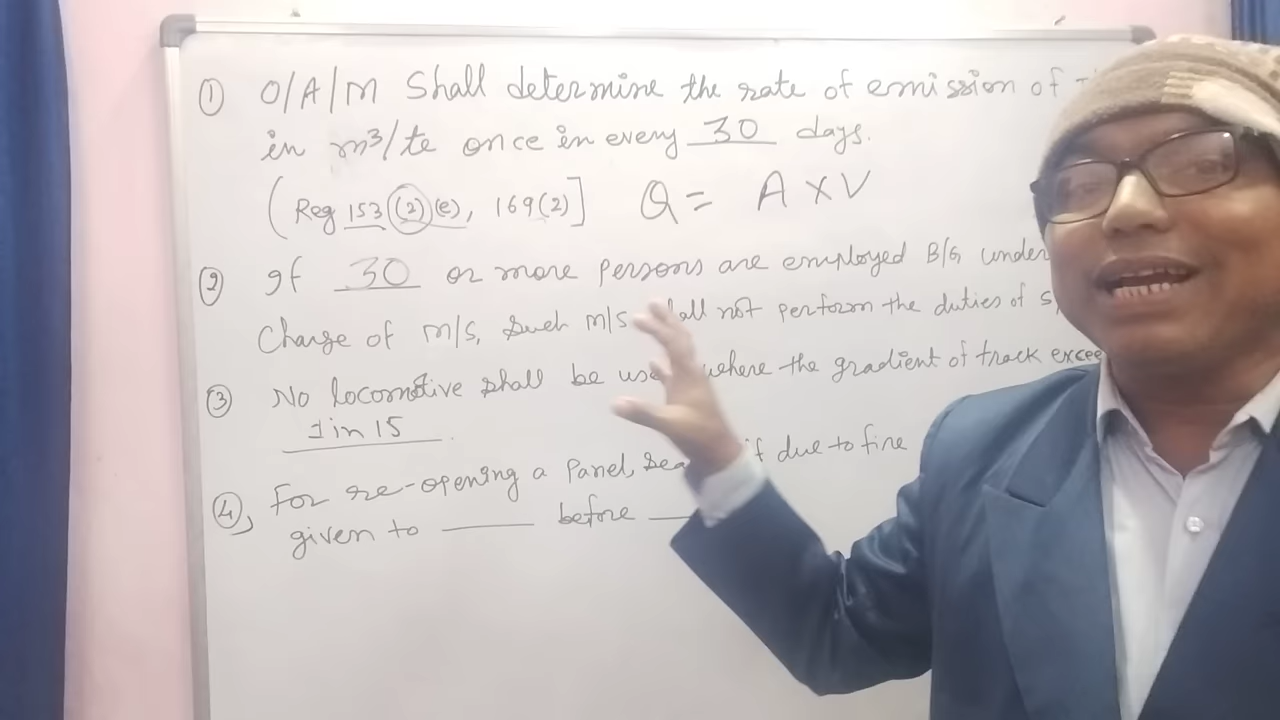 ① O/A/M Shall determine the rate of emission of
in m³/te once in every 30 days.
(Reg 153(2)(e), 169(2)] Q = A X V
② If 30 or more persons are employed B/G under
Charge of M/S, Such M/S shall not perform the duties of
③ No locomotive shall be used where the gradient of track excee
1 in 15
④, For re-opening a Panel, if due to fire
given to ____ before ____